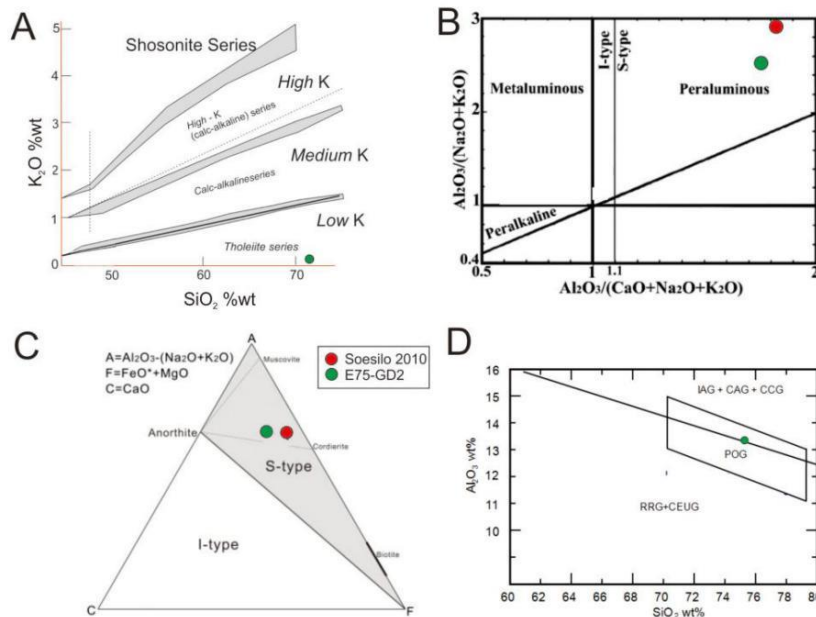 A
Shosonite Series
High K
High - K
(calc-alkaline) series
Medium K
Calc-alkalineseries
Low K
Tholeiite series
K2O %wt
5
4
3
2
1
0
50
60
70
SiO2 %wt
B
Metaluminous
I-type
S-type
Peraluminous
Peralkaline
Al2O3/(Na2O+K2O)
3
2
1
0.4
0.5
1
1.1
2
Al2O3/(CaO+Na2O+K2O)
C
A=Al2O3-(Na2O+K2O)
F=FeO*+MgO
C=CaO
A
Muscovite
Soesilo 2010
E75-GD2
Anorthite
Cordierite
S-type
I-type
Biotite
C
F
D
Al2O3 wt%
16
15
14
13
12
11
10
9
IAG + CAG + CCG
POG
RRG+CEUG
60
62
64
66
68
70
72
74
76
78
80
SiO2 wt%